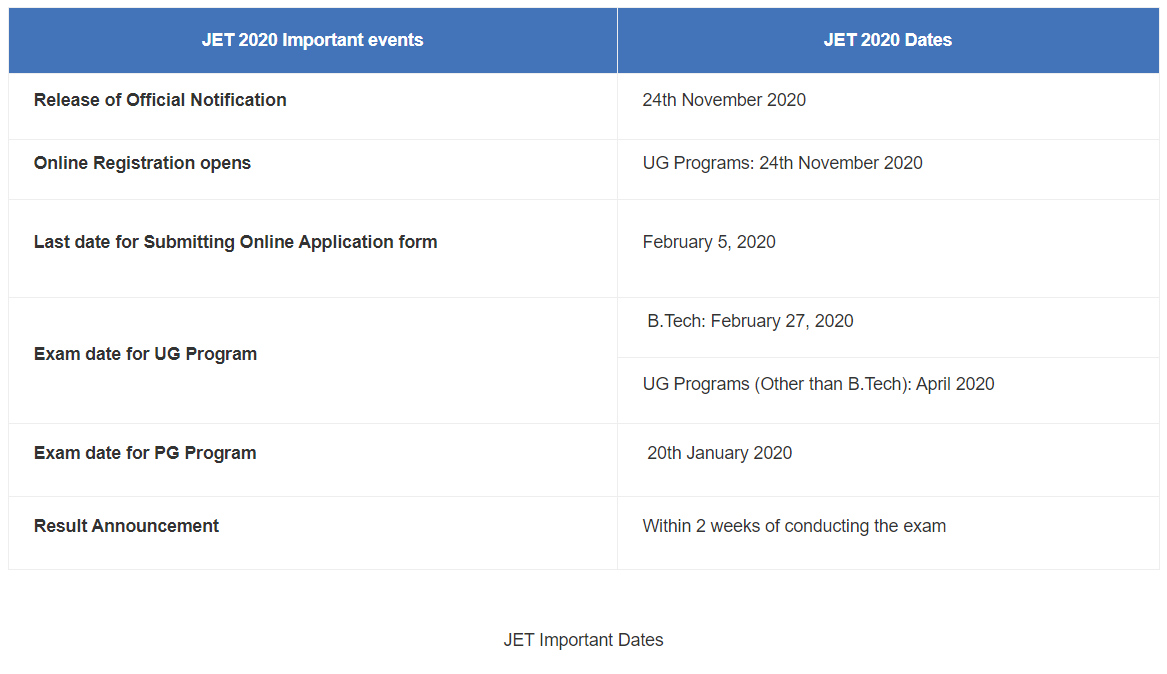 JET 2020 Important events
JET 2020 Dates
Release of Official Notification
24th November 2020
Online Registration opens
UG Programs: 24th November 2020
Last date for Submitting Online Application form
February 5, 2020
Exam date for UG Program
B.Tech: February 27, 2020
UG Programs (Other than B.Tech): April 2020
Exam date for PG Program
20th January 2020
Result Announcement
Within 2 weeks of conducting the exam
JET Important Dates